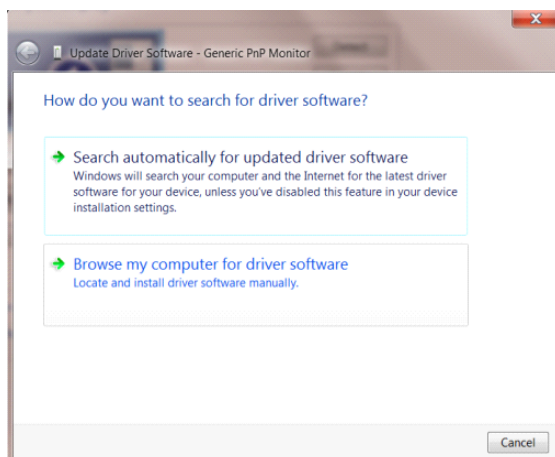 Update Driver Software - Generic PnP Monitor
How do you want to search for driver software?
Search automatically for updated driver software
Windows will search your computer and the Internet for the latest driver
software for your device, unless you've disabled this feature in your device
installation settings.
Browse my computer for driver software
Locate and install driver software manually.
Cancel